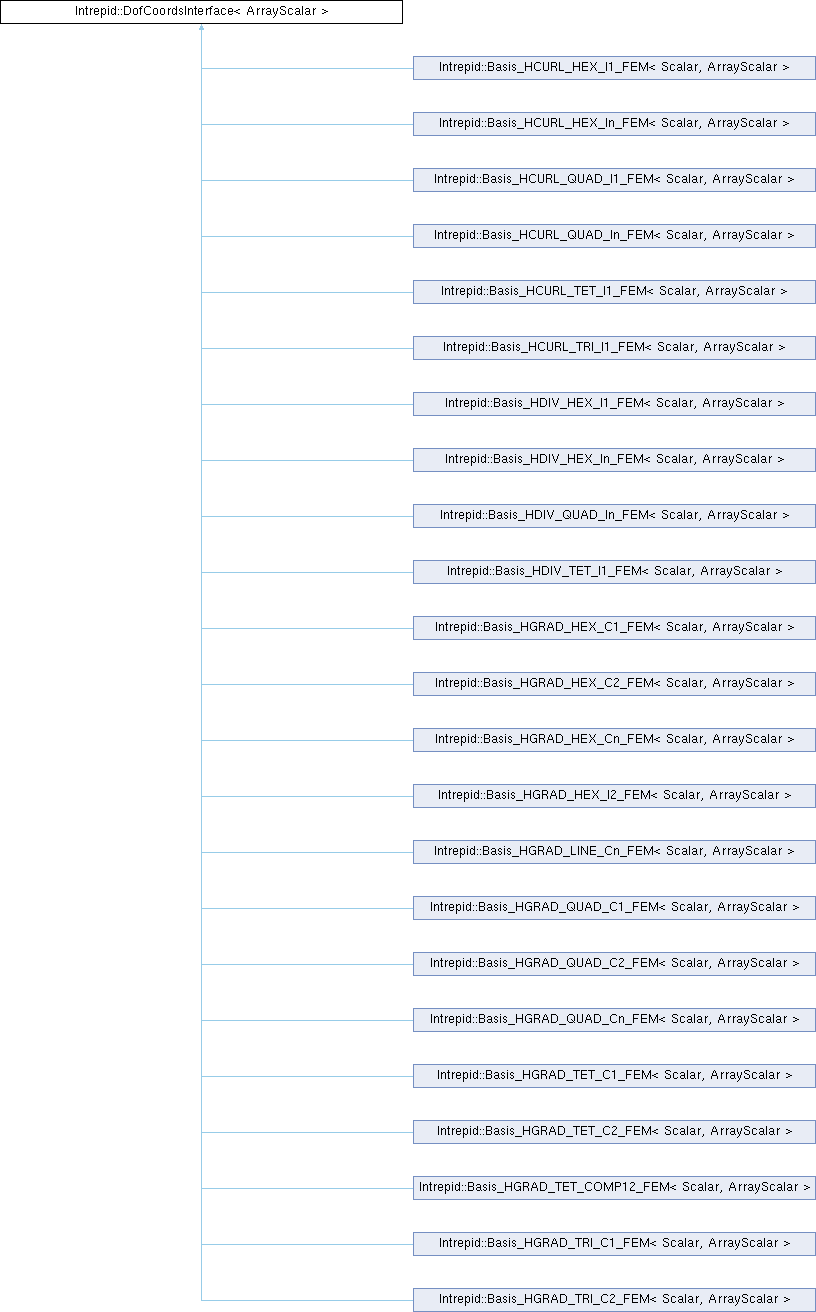 Intrepid::DofCoordsInterface< ArrayScalar >
Intrepid::Basis_HCURL_HEX_I1_FEM< Scalar, ArrayScalar >
Intrepid::Basis_HCURL_HEX_In_FEM< Scalar, ArrayScalar >
Intrepid::Basis_HCURL_QUAD_I1_FEM< Scalar, ArrayScalar >
Intrepid::Basis_HCURL_QUAD_In_FEM< Scalar, ArrayScalar >
Intrepid::Basis_HCURL_TET_I1_FEM< Scalar, ArrayScalar >
Intrepid::Basis_HCURL_TRI_I1_FEM< Scalar, ArrayScalar >
Intrepid::Basis_HDIV_HEX_I1_FEM< Scalar, ArrayScalar >
Intrepid::Basis_HDIV_HEX_In_FEM< Scalar, ArrayScalar >
Intrepid::Basis_HDIV_QUAD_In_FEM< Scalar, ArrayScalar >
Intrepid::Basis_HDIV_TET_I1_FEM< Scalar, ArrayScalar >
Intrepid::Basis_HGRAD_HEX_C1_FEM< Scalar, ArrayScalar >
Intrepid::Basis_HGRAD_HEX_C2_FEM< Scalar, ArrayScalar >
Intrepid::Basis_HGRAD_HEX_Cn_FEM< Scalar, ArrayScalar >
Intrepid::Basis_HGRAD_HEX_I2_FEM< Scalar, ArrayScalar >
Intrepid::Basis_HGRAD_LINE_Cn_FEM< Scalar, ArrayScalar >
Intrepid::Basis_HGRAD_QUAD_C1_FEM< Scalar, ArrayScalar >
Intrepid::Basis_HGRAD_QUAD_C2_FEM< Scalar, ArrayScalar >
Intrepid::Basis_HGRAD_QUAD_Cn_FEM< Scalar, ArrayScalar >
Intrepid::Basis_HGRAD_TET_C1_FEM< Scalar, ArrayScalar >
Intrepid::Basis_HGRAD_TET_C2_FEM< Scalar, ArrayScalar >
Intrepid::Basis_HGRAD_TET_COMP12_FEM< Scalar, ArrayScalar >
Intrepid::Basis_HGRAD_TRI_C1_FEM< Scalar, ArrayScalar >
Intrepid::Basis_HGRAD_TRI_C2_FEM< Scalar, ArrayScalar >